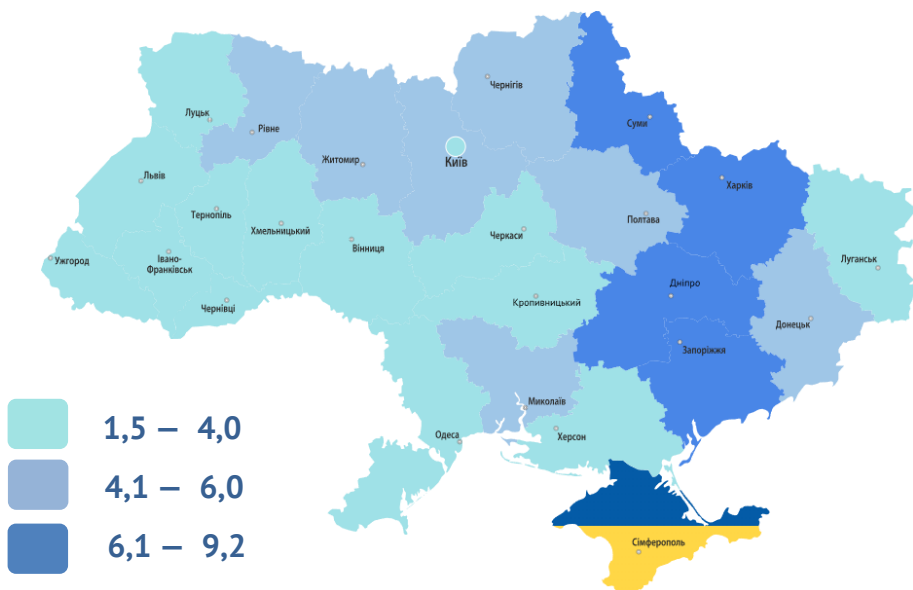 Чернігів
Луцьк
Суми
Рівне
Житомир
Київ
Львів
Харків
Тернопіль
Полтава
Хмельницький
Черкаси
Вінниця
Ужгород
Івано-
Франківськ
Луганськ
Дніпро
Чернівці
Кропивницький
Донецьк
Запоріжжя
Миколаїв
Одеса
Херсон
Сімферополь
1,5 — 4,0
4,1 — 6,0
6,1 — 9,2